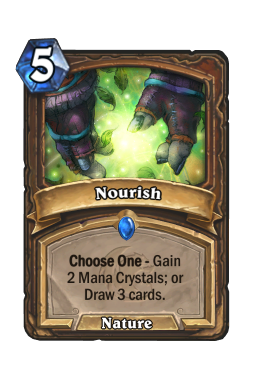 5
Nourish
Choose One - Gain
2 Mana Crystals; or
Draw 3 cards.
Nature